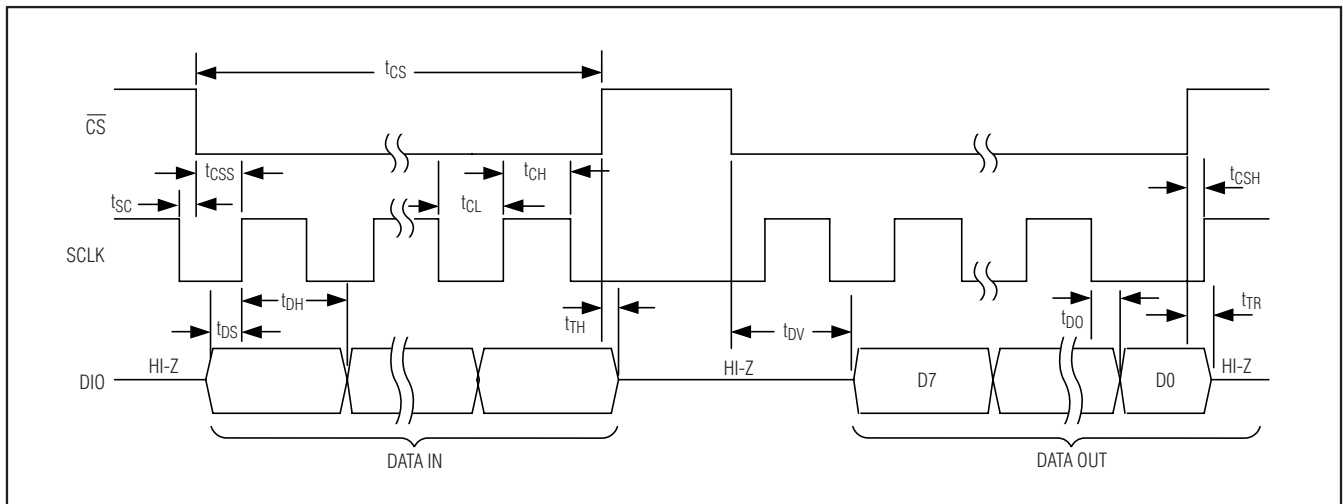 tCS
CS
tCSS
tCH
tCSH
tSC
tCL
SCLK
tDH
tTH
tTR
tDS
tDV
tDO
DIO
HI-Z
HI-Z
D7
D0
HI-Z
DATA IN
DATA OUT